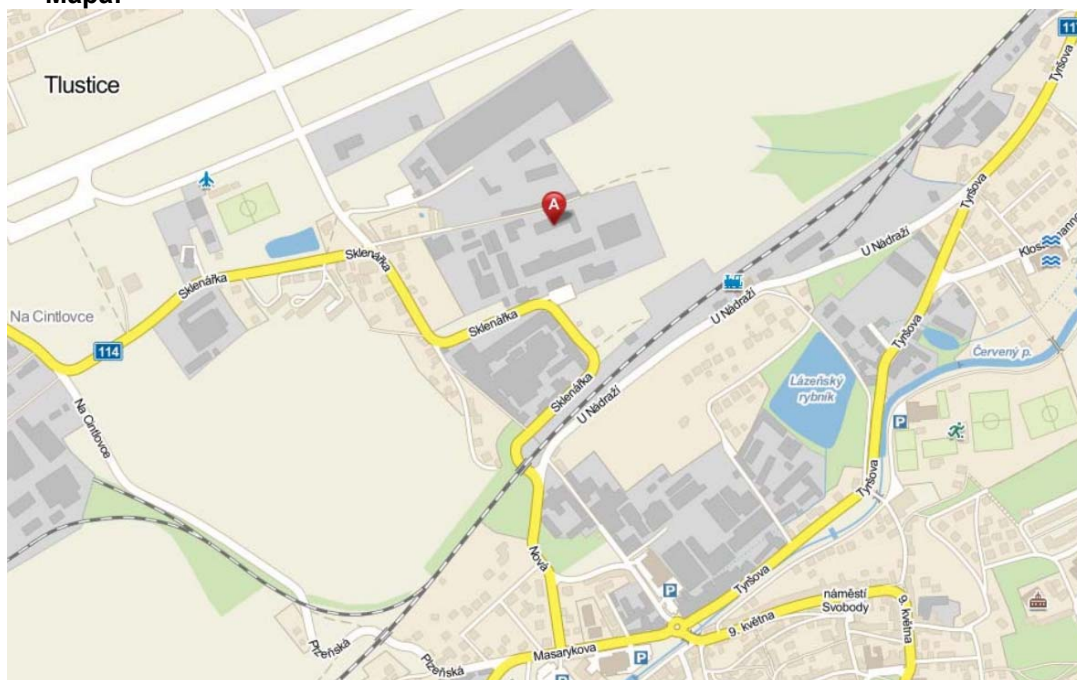 Mapa:
Tlustice
11
Tyršova
A
Tyršova
Sklenářka
U Nádraží
Sklenářka
Na Cintlovce
U Nádraží
Sklenářka
Tyršova
114
Červený p.
Lázeňský
rybník
Sklenářka
U Nádraží
Na Cintlovce
P
Tyršova
Nová
Tyršova
P
náměstí
Svobody
9. května
9. května
Plzeňská
Masarykova
Plzeňská
P
P